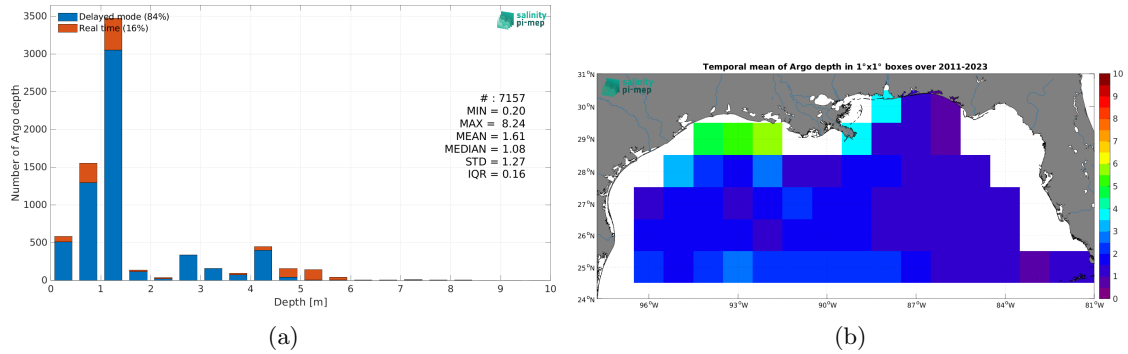 Delayed mode (84%)
Real time (16%)
salinity
pi-mep
3500
3000
2500
2000
1500
1000
500
0
Number of Argo depth
# : 7157
MIN = 0.20
MAX = 8.24
MEAN = 1.61
MEDIAN = 1.08
STD = 1.27
IQR = 0.16
0 1 2 3 4 5 6 7 8 9 10
Depth [m]
(a)
Temporal mean of Argo depth in 1°x1° boxes over 2011-2023
salinity
pi-mep
31°N
30°N
29°N
28°N
27°N
26°N
25°N
24°N
96°W 93°W 90°W 87°W 84°W 81°W
10
9
8
7
6
5
4
3
2
1
0
(b)